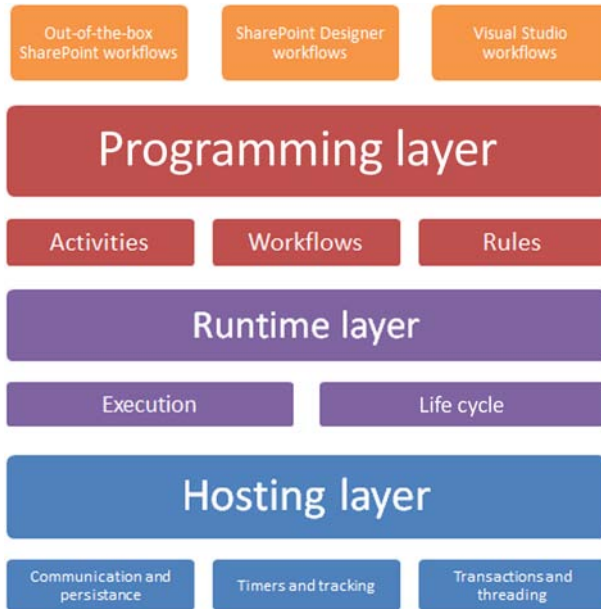 Out-of-the-box
SharePoint workflows
SharePoint Designer
workflows
Visual Studio
workflows
Programming layer
Activities
Workflows
Rules
Runtime layer
Execution
Life cycle
Hosting layer
Communication and
persistance
Timers and tracking
Transactions and
threading